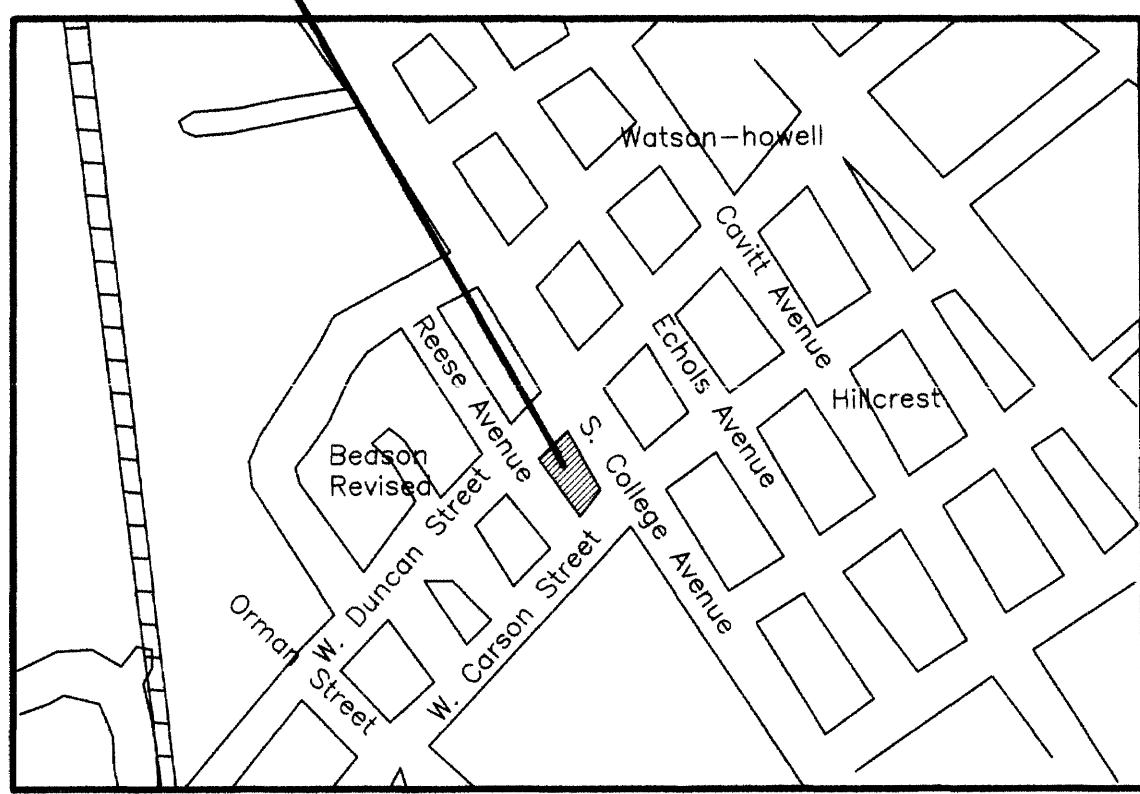 Watson-howell
Cavitt Avenue
Echols Avenue
Reese Avenue
Hillcrest
S. College Avenue
Bedson
Revised
W. Duncan Street
W. Carson Street
Orman Street